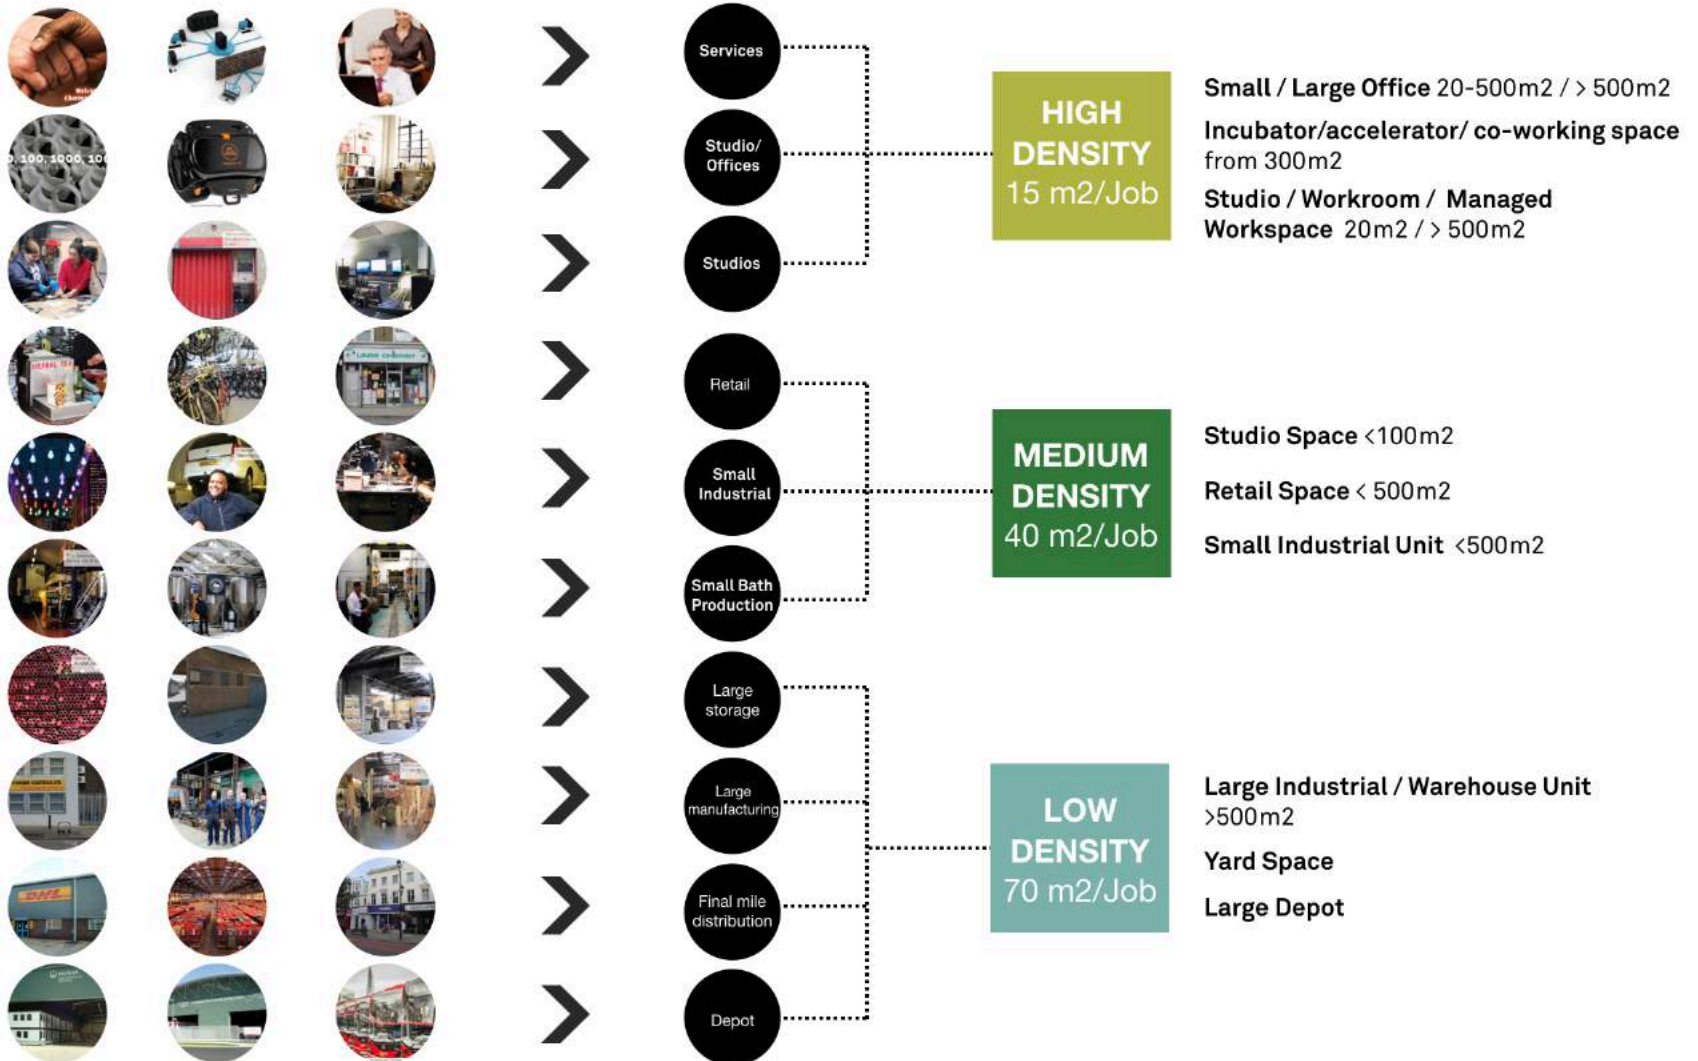 Services
HIGH
DENSITY
15 m2/Job
Small / Large Office 20-500m2 / > 500m2
Incubator/accelerator/ co-working space
from 300m2
Studio / Workroom / Managed
Workspace 20m2 / > 500m2
Studio/
Offices
Studios
Retail
MEDIUM
DENSITY
40 m2/Job
Studio Space <100m2
Retail Space < 500m2
Small Industrial Unit <500m2
Small
Industrial
Small Bath
Production
Large
storage
Large
manufacturing
LOW
DENSITY
70 m2/Job
Large Industrial / Warehouse Unit
>500m2
Yard Space
Large Depot
Final mile
distribution
DHL
Depot